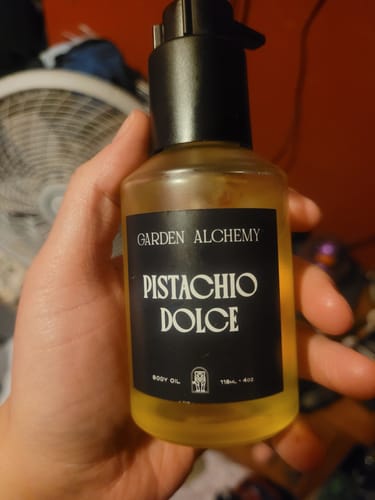 GARDEN ALCHEMY
PISTACHIO
DOLCE
BODY OIL 118ML • 4OZ